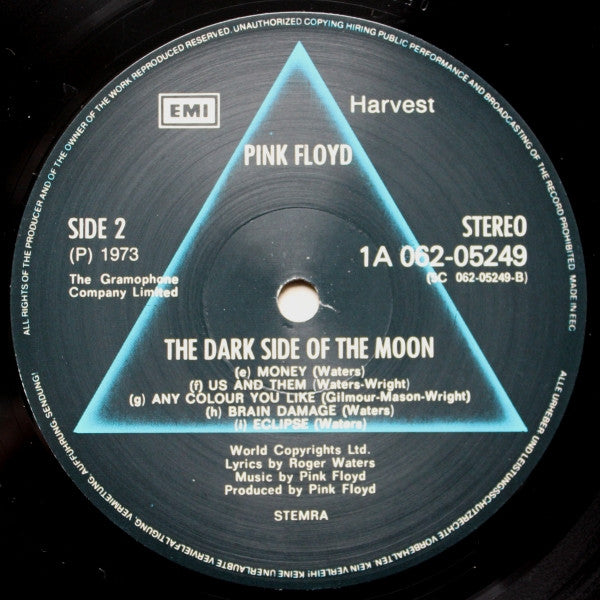 ALL RIGHTS OF THE PRODUCER AND OF THE OWNER OF THE WORK REPRODUCED RESERVED. UNAUTHORIZED COPYING HIRING PUBLIC PERFORMANCE AND BROADCASTING OF THE RECORD PROHIBITED. MADE IN EEC
EMI
Harvest
PINK FLOYD
SIDE 2
(P) 1973
The Gramophone
Company Limited
STEREO
1A 062-05249
(5C 062-05249-B)
THE DARK SIDE OF THE MOON
(e) MONEY (Waters)
(f) US AND THEM (Waters-Wright)
(g) ANY COLOUR YOU LIKE (Gilmour-Mason-Wright)
(h) BRAIN DAMAGE (Waters)
(i) ECLIPSE (Waters)
World Copyrights Ltd.
Lyrics by Roger Waters
Music by Pink Floyd
Produced by Pink Floyd
STEMRA
ALLE URHEBER UND LEISTUNGSSCHUTZRECHTE VORBEHALTEN. KEIN VERLEIH! KEINE UNERLAUBTE VERVIELFÄLTIGUNG, VERMIETUNG, AUFFÜHRUNG, SENDUNG!